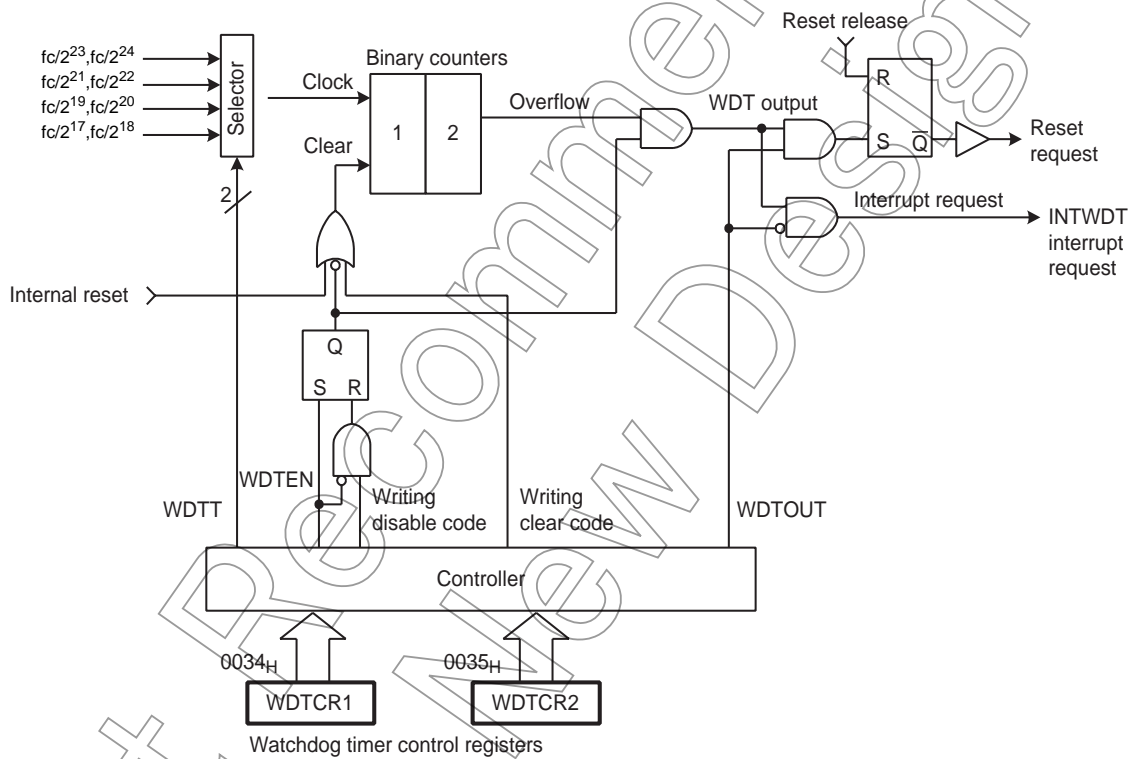 Reset release
fc/2^23,fc/2^24
fc/2^21,fc/2^22
fc/2^19,fc/2^20
fc/2^17,fc/2^18
Selector
Binary counters
Clock
1
2
Clear
Overflow
WDT output
R
S
Q̅
Reset
request
2
Interrupt request
INTWDT
interrupt
request
Internal reset
Q
S R
WDTEN
WDTT
Writing
disable code
Writing
clear code
WDTOUT
Controller
0034H
0035H
WDTCR1
WDTCR2
Watchdog timer control registers
t Recommen
New Desig